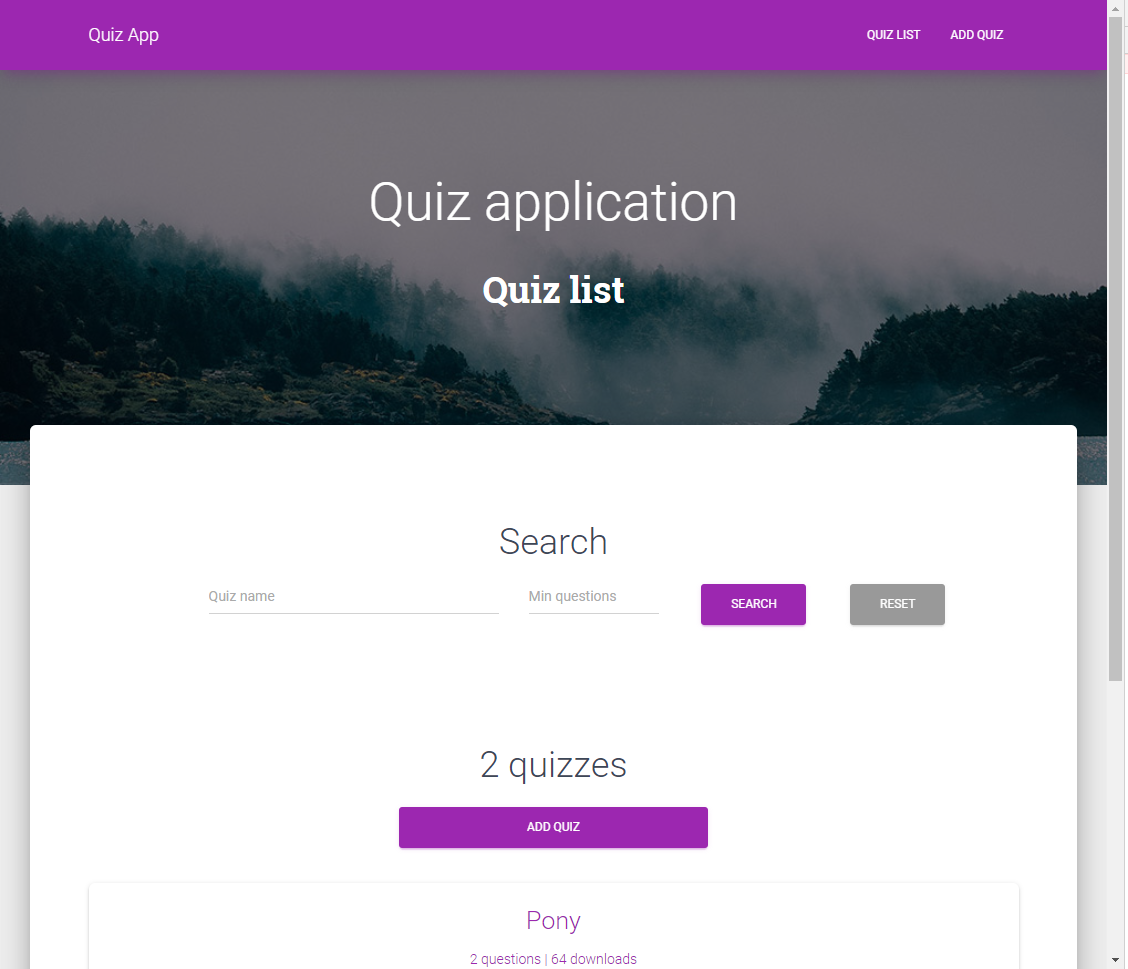 Quiz App
QUIZ LIST
ADD QUIZ
Quiz application
Quiz list
Search
Quiz name
Min questions
SEARCH
RESET
2 quizzes
ADD QUIZ
Pony
2 questions | 64 downloads